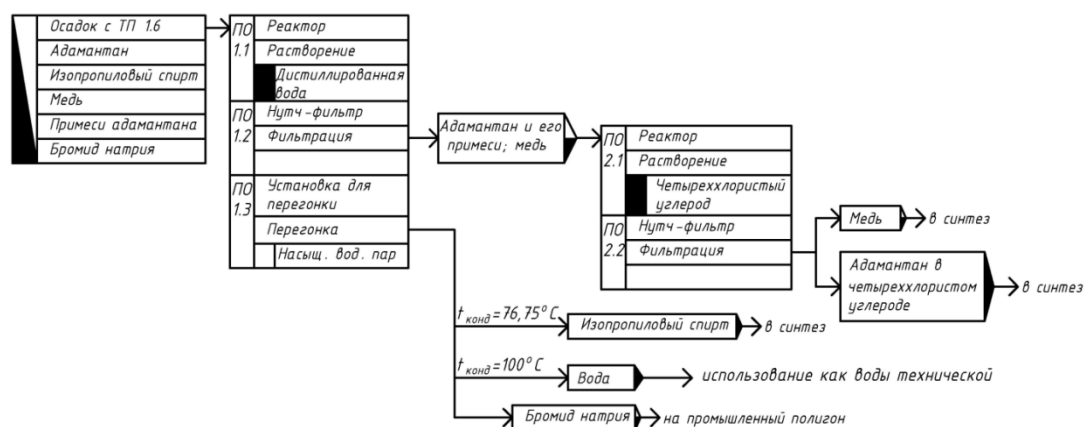 Осадок с ТП 1.6
Адамантан
Изопропиловый спирт
Медь
Примеси адамантана
Бромид натрия
ПО 1.1
Реактор
Растворение
Дистиллированная
вода
ПО 1.2
Нутч-фильтр
Фильтрация
ПО 1.3
Установка для
перегонки
Перегонка
Насыщ. вод. пар
Адамантан и его
примеси; медь
ПО 2.1
Реактор
Растворение
Четыреххлористый
углерод
ПО 2.2
Нутч-фильтр
Фильтрация
Медь
в синтез
Адамантан в
четыреххлористом
углероде
в синтез
tконд=76,75°C
Изопропиловый спирт
в синтез
tконд=100°C
Вода
использование как воды технической
Бромид натрия
на промышленный полигон